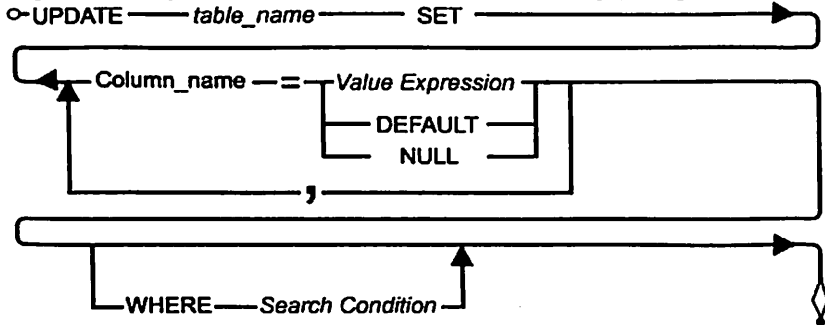 UPDATE table_name SET
Column_name = Value Expression
DEFAULT
NULL
,
WHERE Search Condition